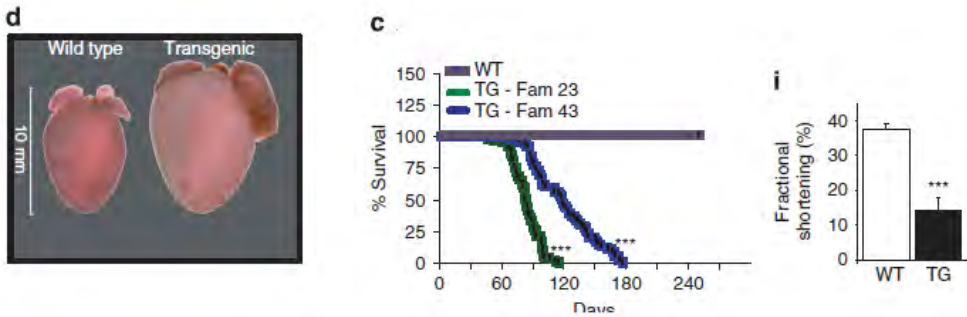 d
Wild type Transgenic
10 mm
c
WT
TG - Fam 23
TG - Fam 43
150
125
100
75
50
25
0
% Survival
***
***
0 60 120 180 240
Days
i
Fractional
shortening (%)
40
30
20
10
0
***
WT TG